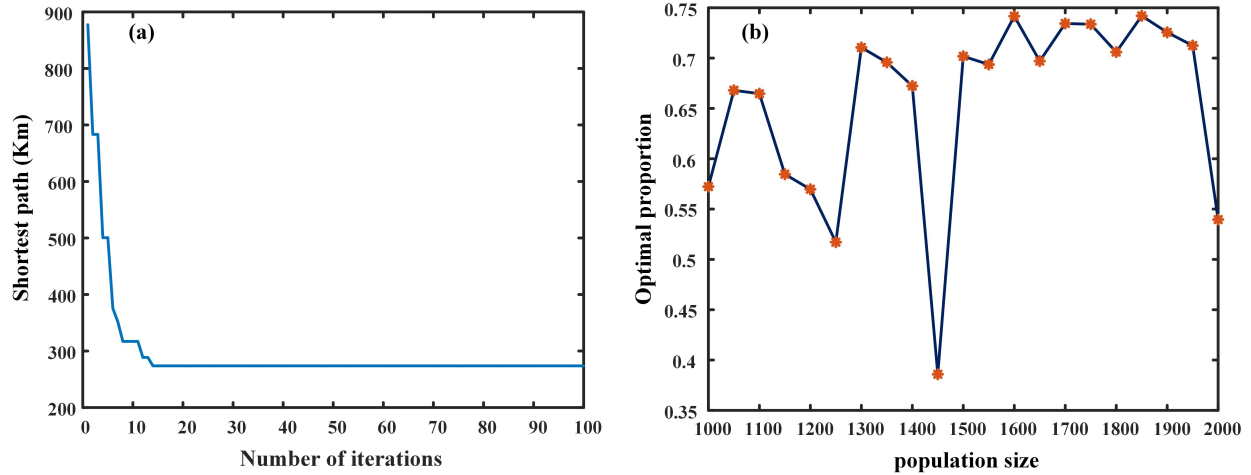 (a)
900
800
700
600
500
400
300
200
Shortest path (Km)
0 10 20 30 40 50 60 70 80 90 100
Number of iterations
(b)
0.75
0.7
0.65
0.6
0.55
0.5
0.45
0.4
0.35
Optimal proportion
1000 1100 1200 1300 1400 1500 1600 1700 1800 1900 2000
population size